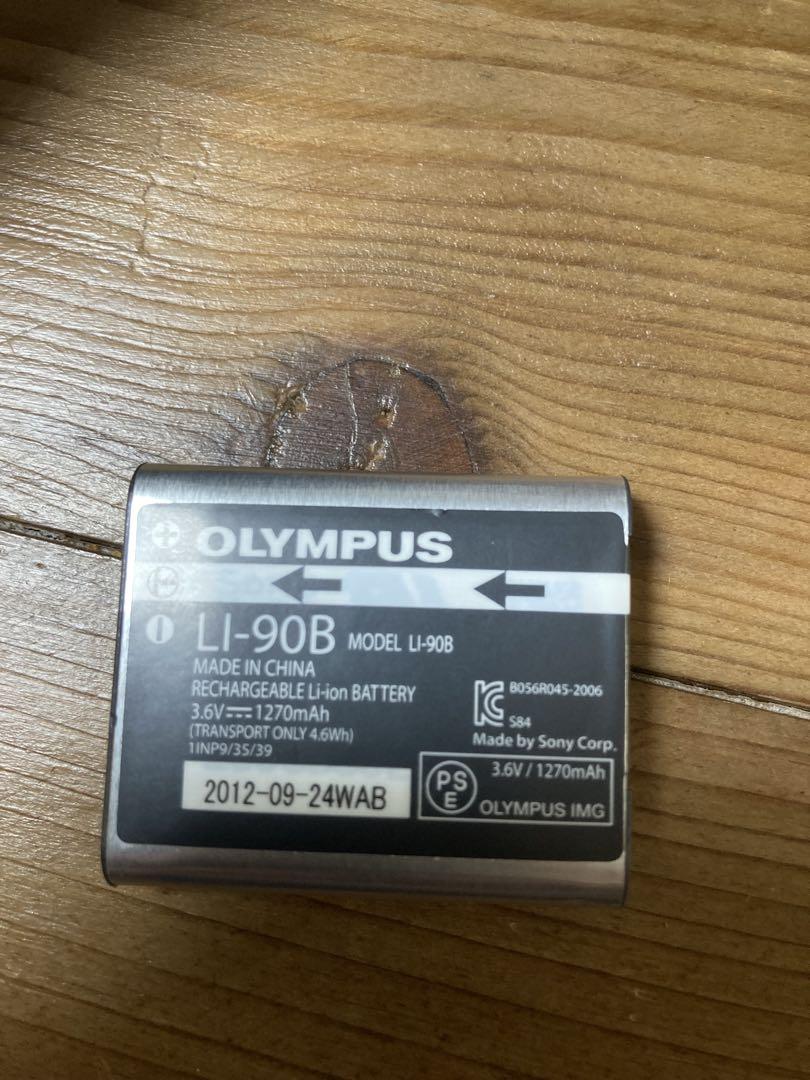 OLYMPUS
LI-90B MODEL LI-90B
MADE IN CHINA
RECHARGEABLE Li-ion BATTERY
3.6V⎓1270mAh
(TRANSPORT ONLY 4.6Wh)
1INP9/35/39
2012-09-24WAB
B056R045-2006
S84
Made by Sony Corp.
PSE
3.6V / 1270mAh
OLYMPUS IMG